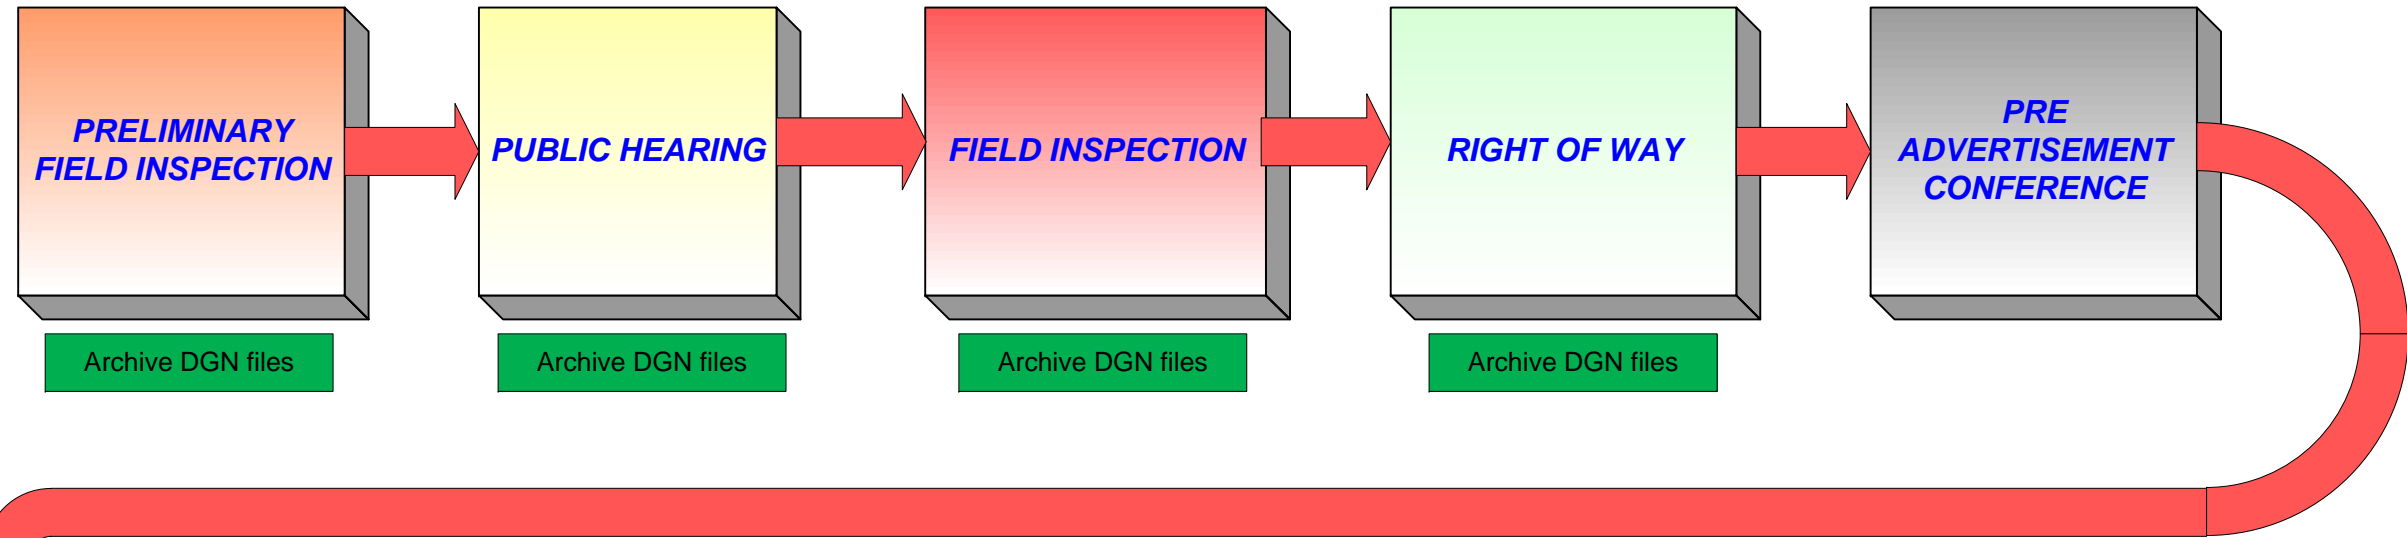 PRELIMINARY
FIELD INSPECTION
PUBLIC HEARING
FIELD INSPECTION
RIGHT OF WAY
PRE
ADVERTISEMENT
CONFERENCE
Archive DGN files
Archive DGN files
Archive DGN files
Archive DGN files